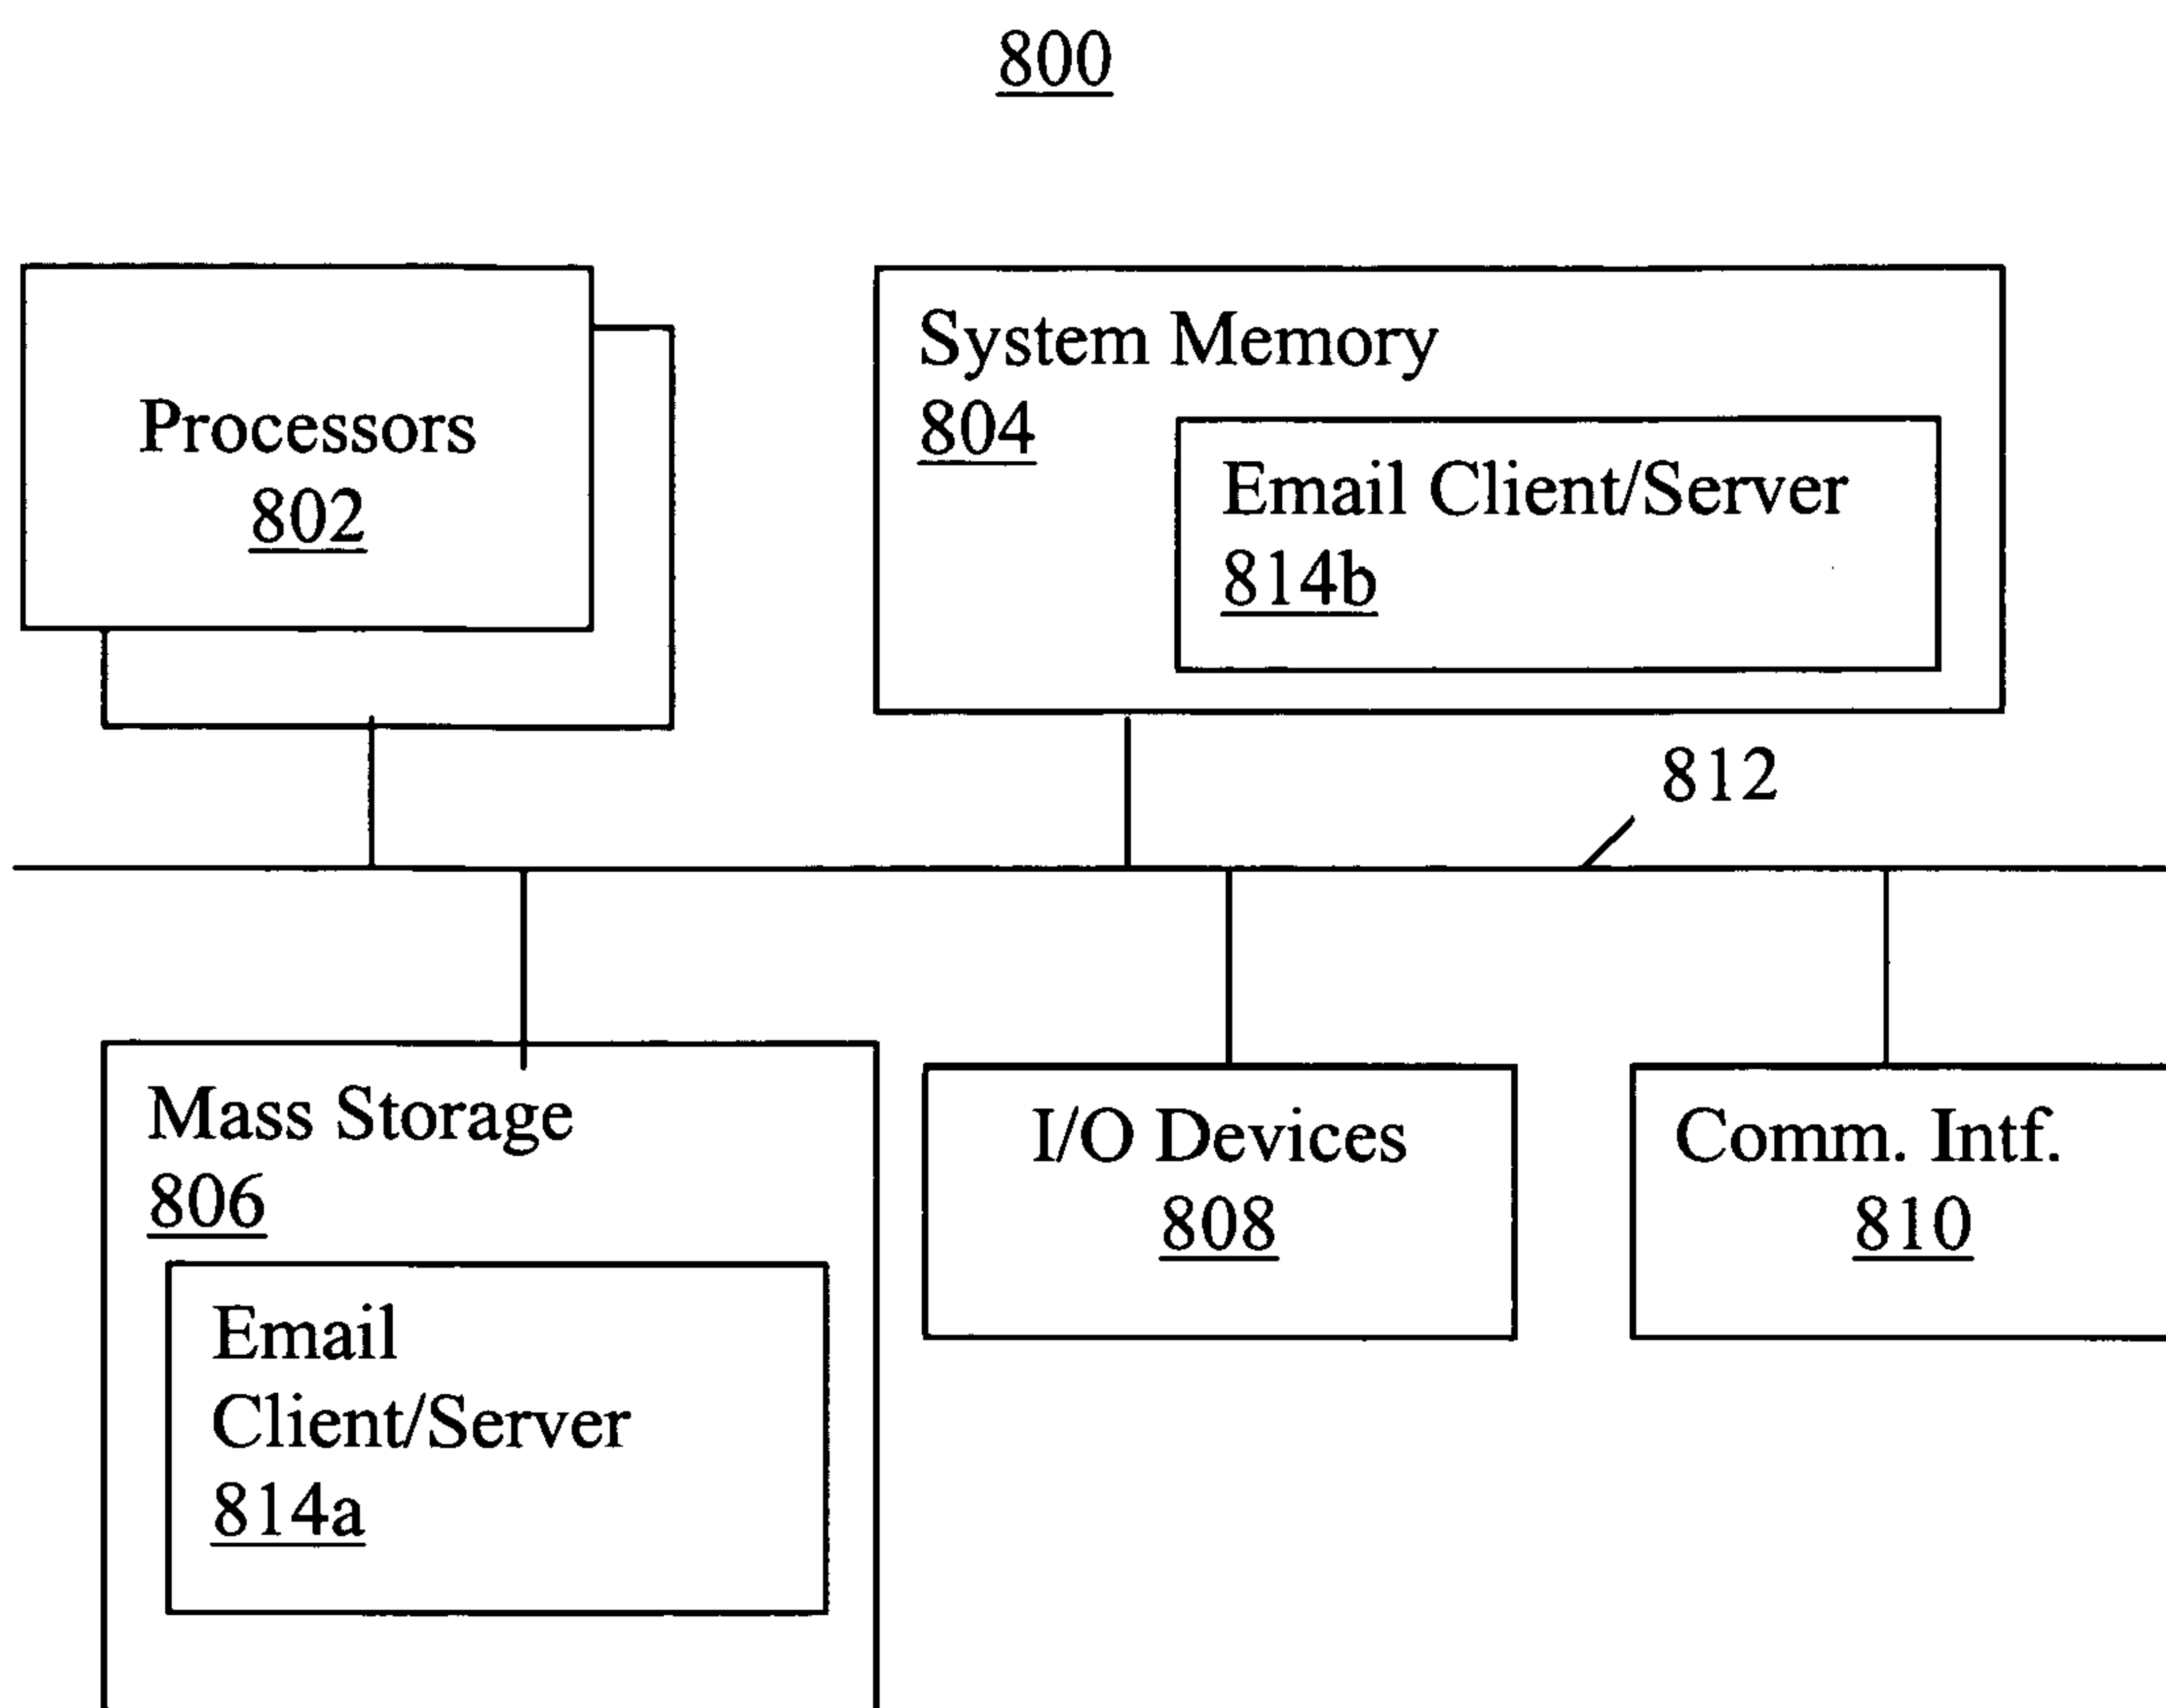 800
Processors
802
System Memory
804
Email Client/Server
814b
812
Mass Storage
806
Email
Client/Server
814a
I/O Devices
808
Comm. Intf.
810